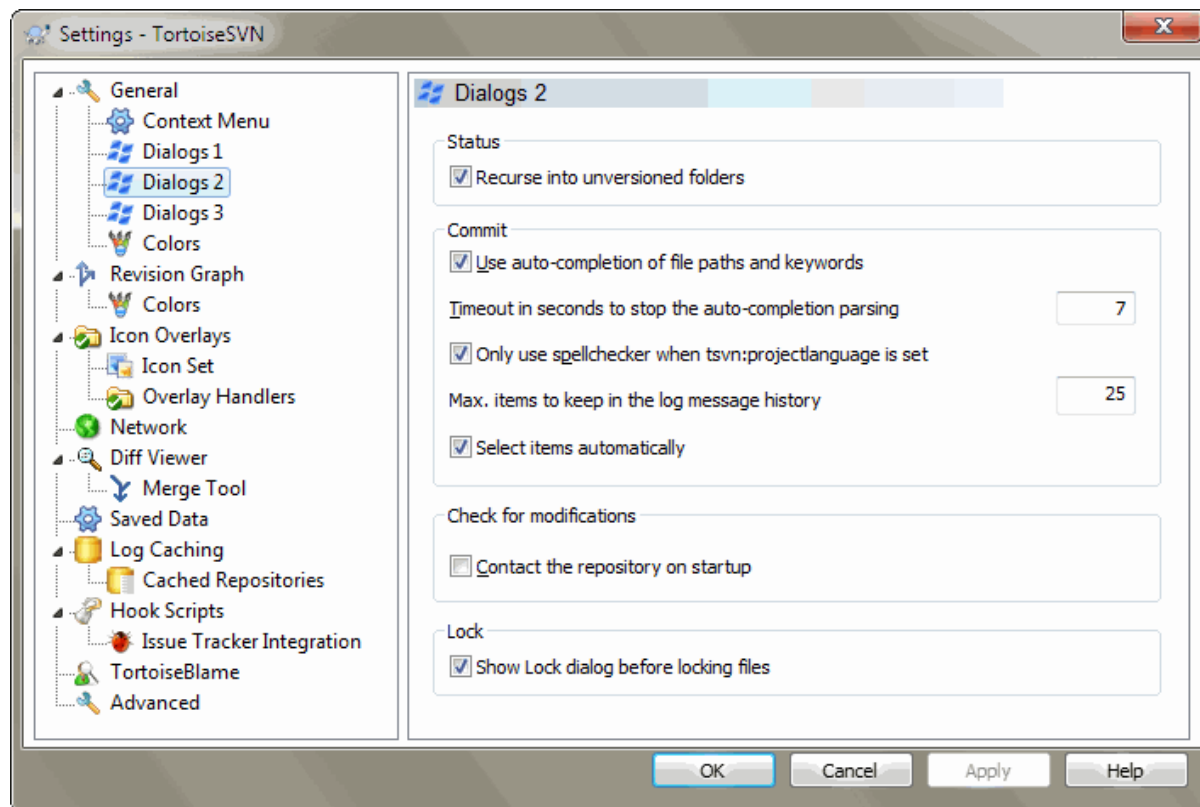 Settings - TortoiseSVN
General
Context Menu
Dialogs 1
Dialogs 2
Dialogs 3
Colors
Revision Graph
Colors
Icon Overlays
Icon Set
Overlay Handlers
Network
Diff Viewer
Merge Tool
Saved Data
Log Caching
Cached Repositories
Hook Scripts
Issue Tracker Integration
TortoiseBlame
Advanced
Dialogs 2
Status
Recurse into unversioned folders
Commit
Use auto-completion of file paths and keywords
Timeout in seconds to stop the auto-completion parsing 7
Only use spellchecker when tsvn:projectlanguage is set
Max. items to keep in the log message history 25
Select items automatically
Check for modifications
Contact the repository on startup
Lock
Show Lock dialog before locking files
OK Cancel Apply Help